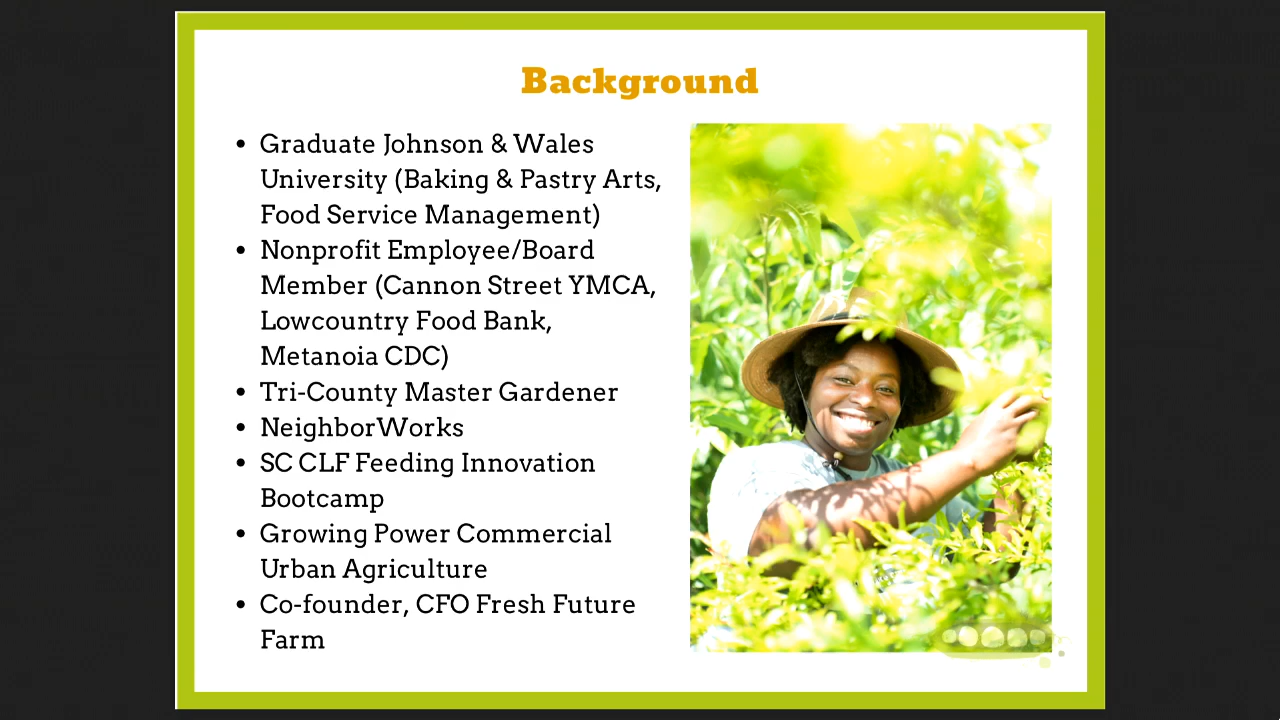 Background
• Graduate Johnson & Wales
University (Baking & Pastry Arts,
Food Service Management)
• Nonprofit Employee/Board
Member (Cannon Street YMCA,
Lowcountry Food Bank,
Metanoia CDC)
• Tri-County Master Gardener
• NeighborWorks
• SC CLF Feeding Innovation
Bootcamp
• Growing Power Commercial
Urban Agriculture
• Co-founder, CFO Fresh Future
Farm